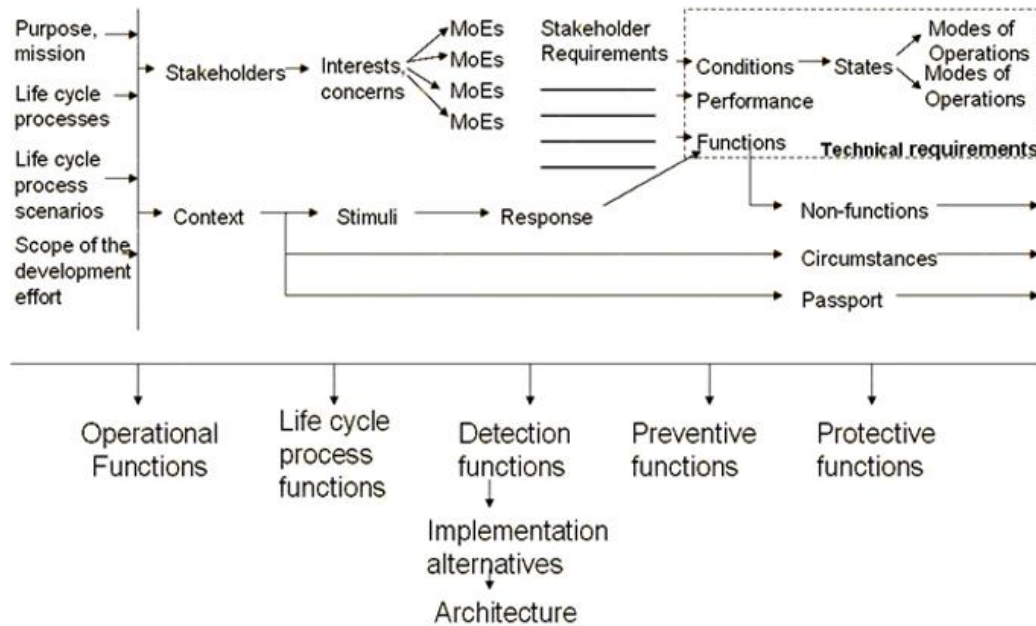 Purpose,
mission
Life cycle
processes
Life cycle
process
scenarios
Scope of the
development
effort
Stakeholders
Interests,
concerns
MoEs
MoEs
MoEs
MoEs
Stakeholder
Requirements
Conditions
States
Modes of
Operations
Modes of
Operations
Performance
Functions
Technical requirements
Context
Stimuli
Response
Non-functions
Circumstances
Passport
Operational
Functions
Life cycle
process
functions
Detection
functions
Preventive
functions
Protective
functions
Implementation
alternatives
Architecture